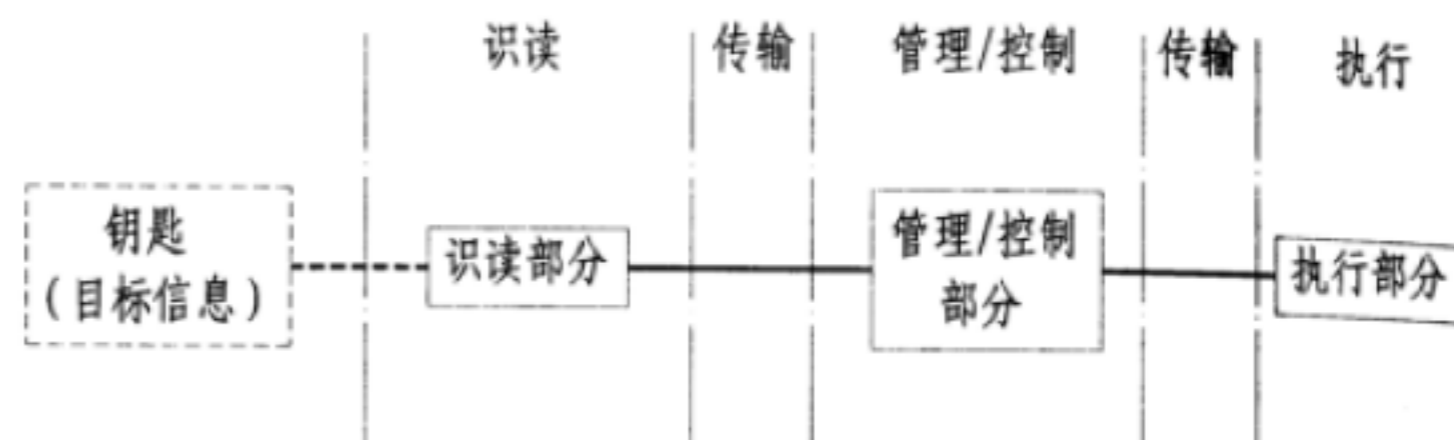 识读
传输
管理/控制
传输
执行
钥匙
(目标信息)
识读部分
管理/控制
部分
执行部分